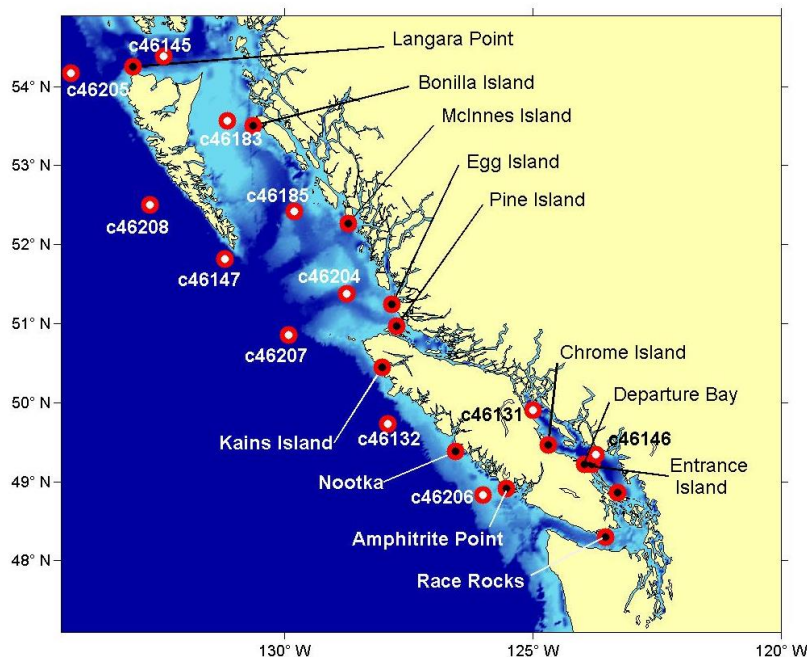 c46145
Langara Point
54° N
c46205
Bonilla Island
McInnes Island
c46183
53° N
Egg Island
c46185
Pine Island
c46208
52° N
c46147
c46204
51° N
c46207
Chrome Island
Departure Bay
50° N
c46131
c46146
Kains Island
c46132
Entrance
Island
49° N
Nootka
c46206
Amphitrite Point
48° N
Race Rocks
130° W
125° W
120° W